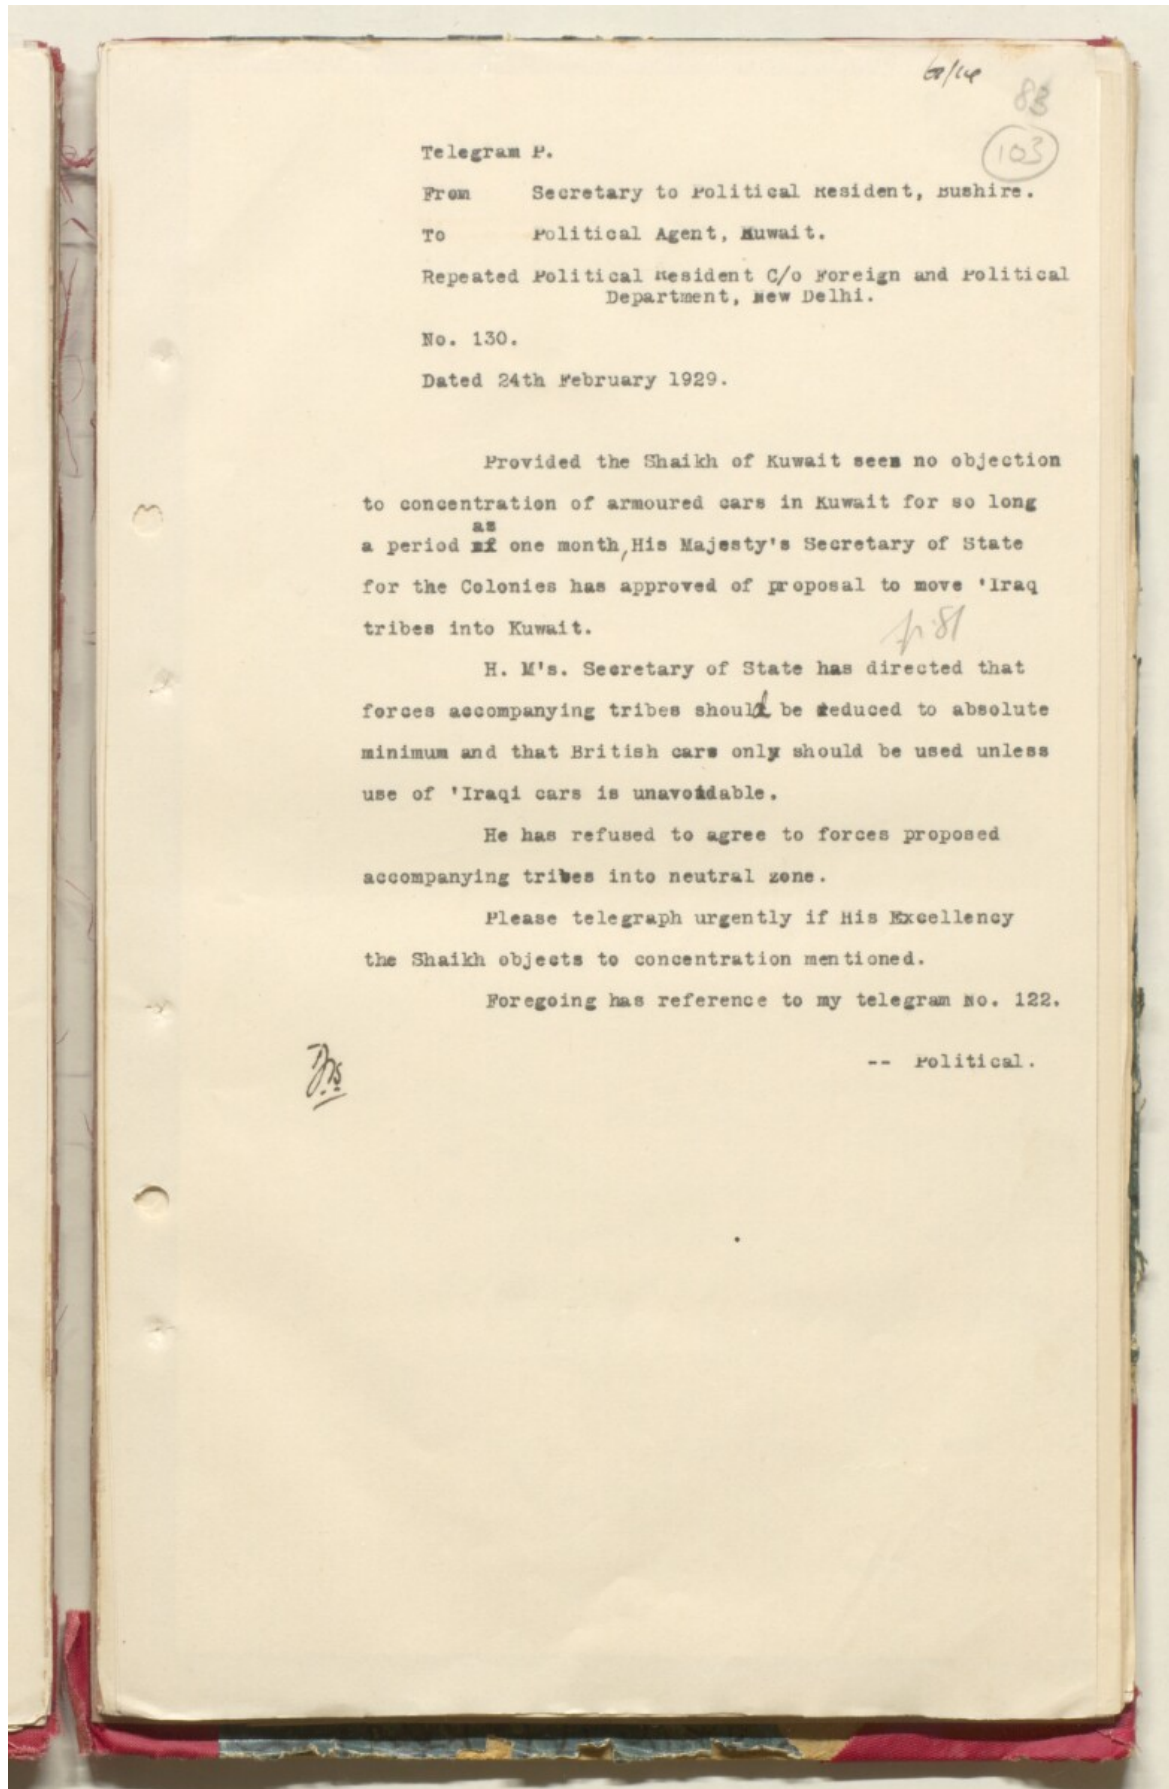 83
103
Telegram P.
From Secretary to Political Resident, Bushire.
To Political Agent, Kuwait.
Repeated Political Resident C/o Foreign and Political
Department, New Delhi.
No. 130.
Dated 24th February 1929.
Provided the Shaikh of Kuwait sees no objection
to concentration of armoured cars in Kuwait for so long
as
a period of one month, His Majesty's Secretary of State
for the Colonies has approved of proposal to move 'Iraq
tribes into Kuwait.
p. 81
H. M's. Secretary of State has directed that
forces accompanying tribes should be reduced to absolute
minimum and that British cars only should be used unless
use of 'Iraqi cars is unavoidable.
He has refused to agree to forces proposed
accompanying tribes into neutral zone.
Please telegraph urgently if His Excellency
the Shaikh objects to concentration mentioned.
Foregoing has reference to my telegram No. 122.
-- Political.